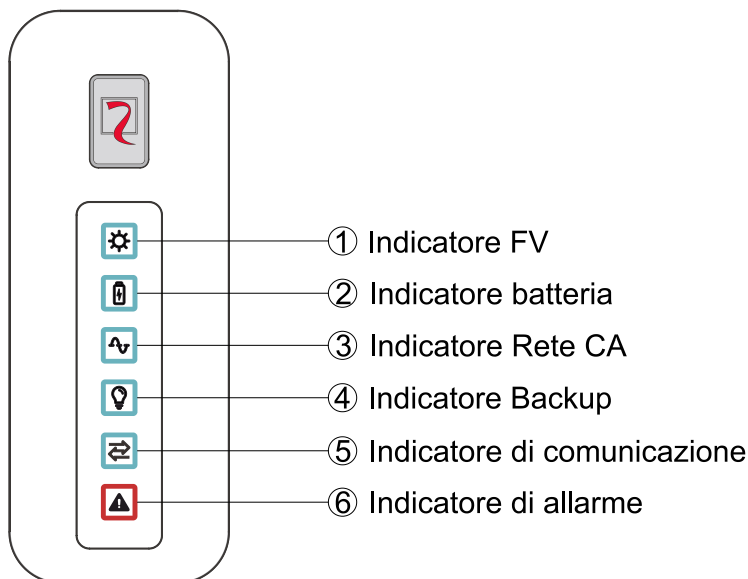 ① Indicatore FV
② Indicatore batteria
③ Indicatore Rete CA
④ Indicatore Backup
⑤ Indicatore di comunicazione
⑥ Indicatore di allarme